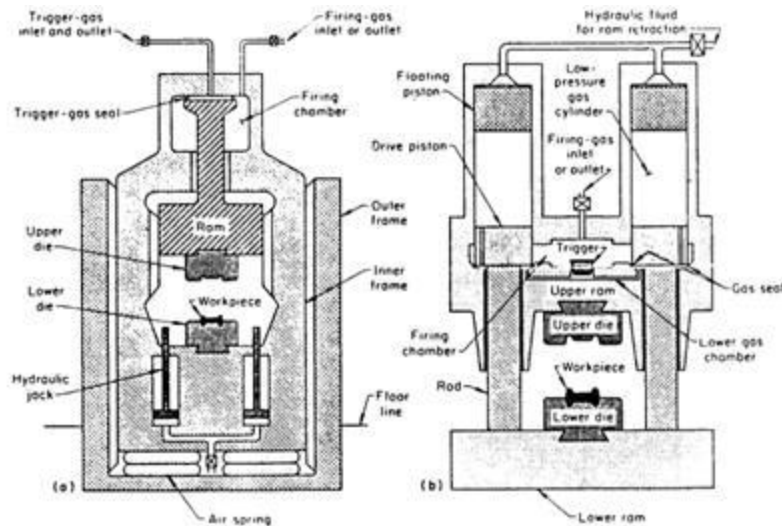 Trigger-gas
inlet and outlet
Firing-gas
inlet or outlet
Trigger-gas seal
Firing
chamber
Ram
Outer
frame
Upper
die
Lower
die
Workpiece
Inner
frame
Hydraulic
jack
Floor
line
(a)
Air spring
Hydraulic fluid
for ram retraction
Floating
piston
Low-
pressure
gas
cylinder
Firing-gas
inlet
or outlet
Drive piston
Trigger
Gas seal
Upper ram
Firing
chamber
Upper die
Lower gas
chamber
Rod
Workpiece
Lower die
(b)
Lower ram